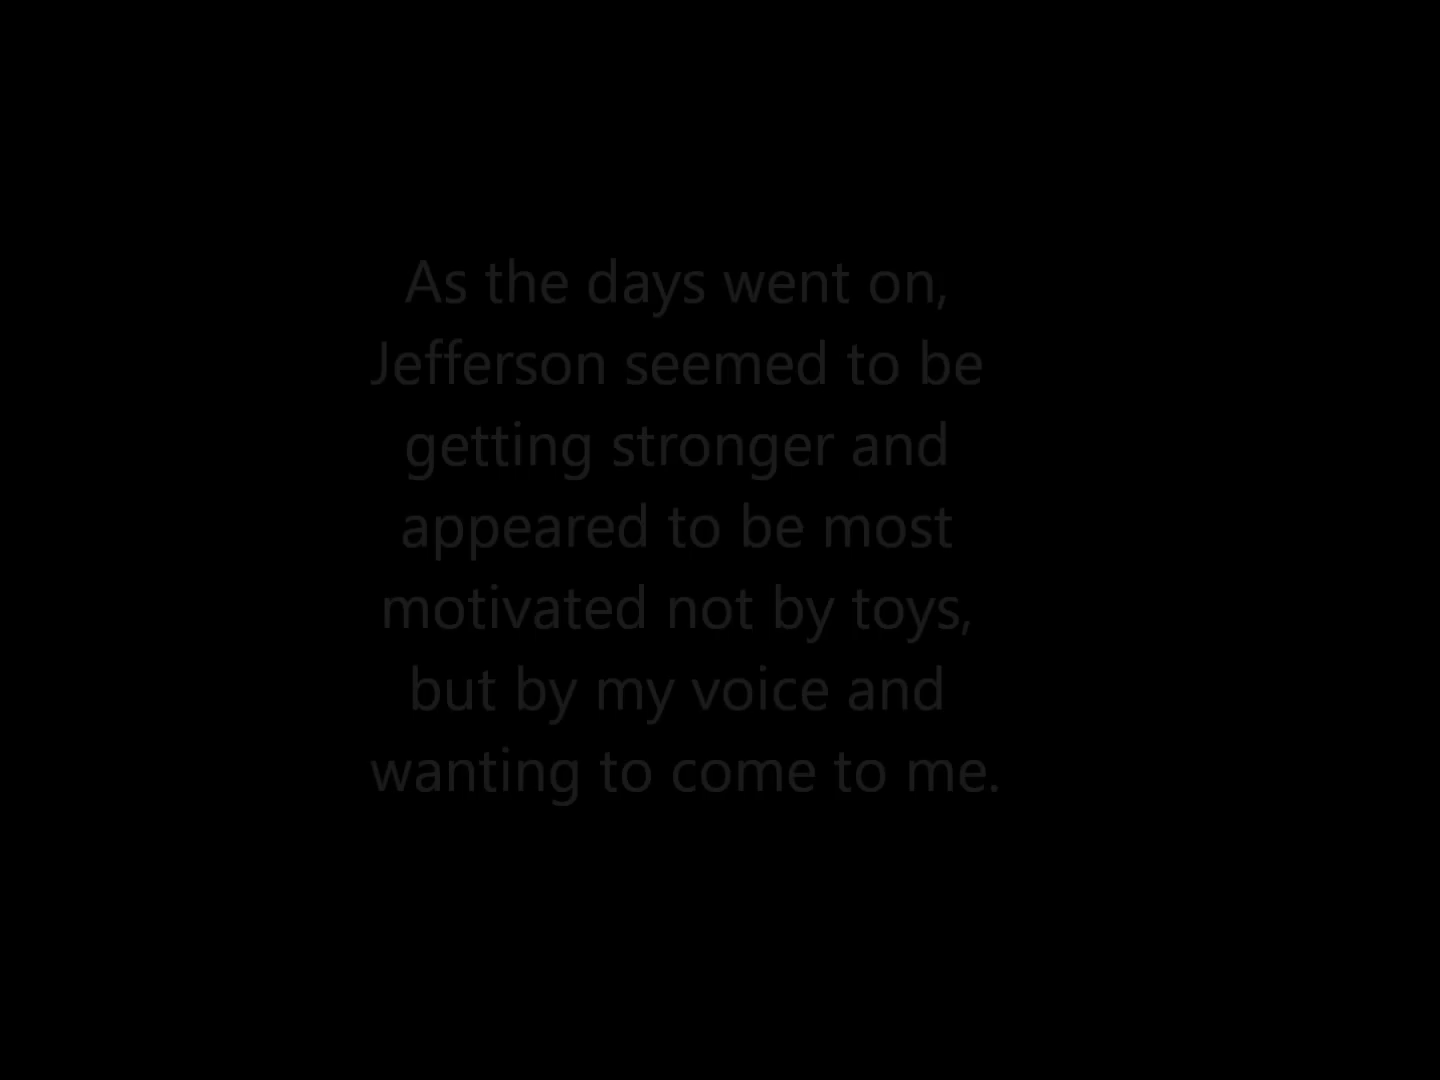 As the days went on,
Jefferson seemed to be
getting stronger and
appeared to be most
motivated not by toys,
but by my voice and
wanting to come to me.